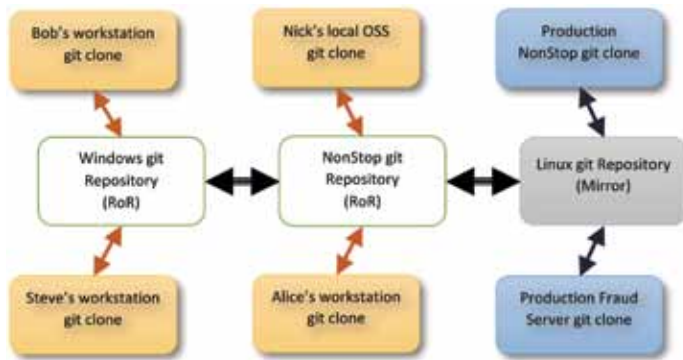 Bob's workstation
git clone
Nick's local OSS
git clone
Production
NonStop git clone
Windows git
Repository
(RoR)
NonStop git
Repository
(RoR)
Linux git Repository
(Mirror)
Steve's workstation
git clone
Alice's workstation
git clone
Production Fraud
Server git clone